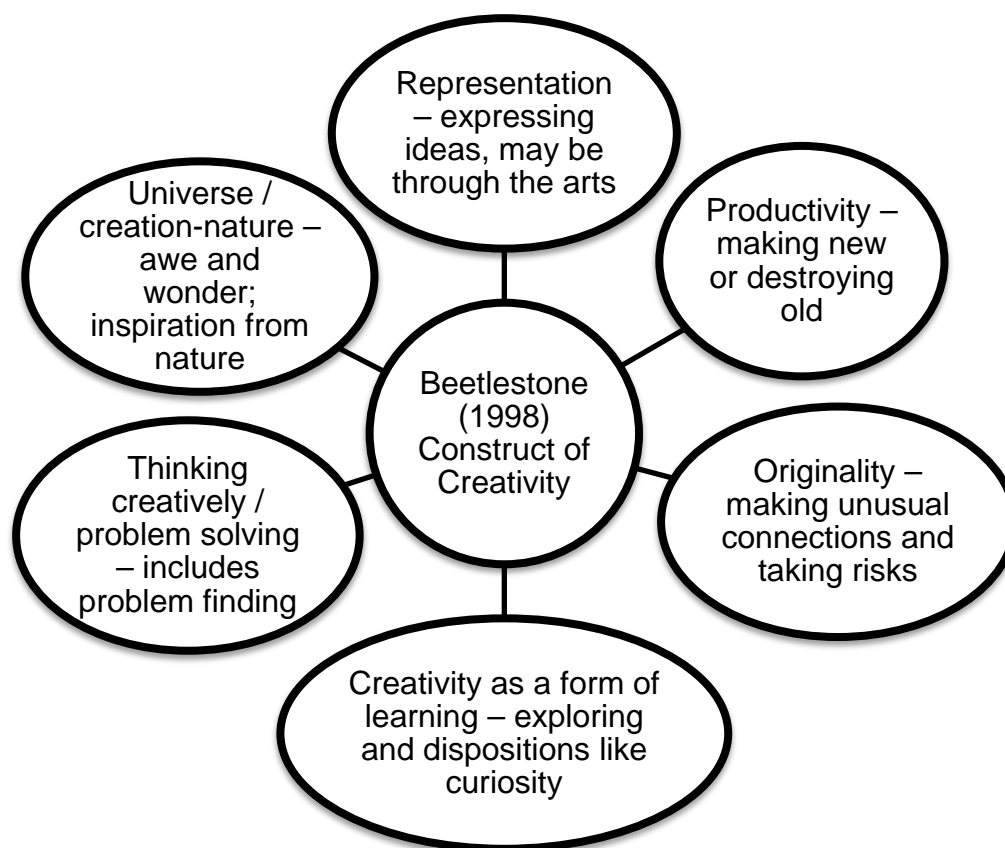 Representation
– expressing
ideas, may be
through the arts
Productivity –
making new
or destroying
old
Originality –
making unusual
connections and
taking risks
Creativity as a form of
learning – exploring
and dispositions like
curiosity
Thinking
creatively /
problem solving
– includes
problem finding
Universe /
creation-nature –
awe and
wonder;
inspiration from
nature
Beetlestone
(1998)
Construct of
Creativity